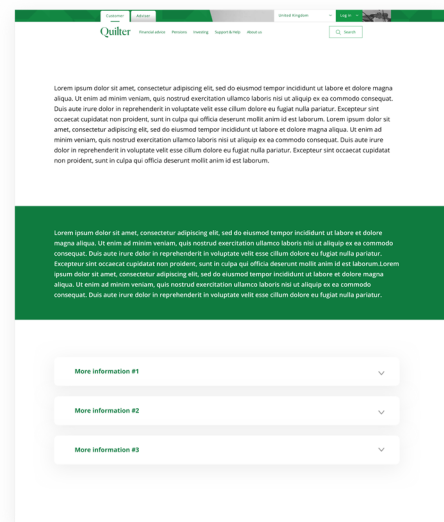 Customer Adviser United Kingdom Log in
Quilter Financial advice Pensions Investing Support & Help About us Search
Lorem ipsum dolor sit amet, consectetur adipiscing elit, sed do eiusmod tempor incididunt ut labore et dolore magna
aliqua. Ut enim ad minim veniam, quis nostrud exercitation ullamco laboris nisi ut aliquip ex ea commodo consequat.
Duis aute irure dolor in reprehenderit in voluptate velit esse cillum dolore eu fugiat nulla pariatur. Excepteur sint
occaecat cupidatat non proident, sunt in culpa qui officia deserunt mollit anim id est laborum. Lorem ipsum dolor sit
amet, consectetur adipiscing elit, sed do eiusmod tempor incididunt ut labore et dolore magna aliqua. Ut enim ad
minim veniam, quis nostrud exercitation ullamco laboris nisi ut aliquip ex ea commodo consequat. Duis aute irure
dolor in reprehenderit in voluptate velit esse cillum dolore eu fugiat nulla pariatur. Excepteur sint occaecat cupidatat
non proident, sunt in culpa qui officia deserunt mollit anim id est laborum.
Lorem ipsum dolor sit amet, consectetur adipiscing elit, sed do eiusmod tempor incididunt ut labore et dolore
magna aliqua. Ut enim ad minim veniam, quis nostrud exercitation ullamco laboris nisi ut aliquip ex ea commodo
consequat. Duis aute irure dolor in reprehenderit in voluptate velit esse cillum dolore eu fugiat nulla pariatur.
Excepteur sint occaecat cupidatat non proident, sunt in culpa qui officia deserunt mollit anim id est laborum.Lorem
ipsum dolor sit amet, consectetur adipiscing elit, sed do eiusmod tempor incididunt ut labore et dolore magna
aliqua. Ut enim ad minim veniam, quis nostrud exercitation ullamco laboris nisi ut aliquip ex ea commodo
consequat. Duis aute irure dolor in reprehenderit in voluptate velit esse cillum dolore eu fugiat nulla pariatur.
More information #1
More information #2
More information #3